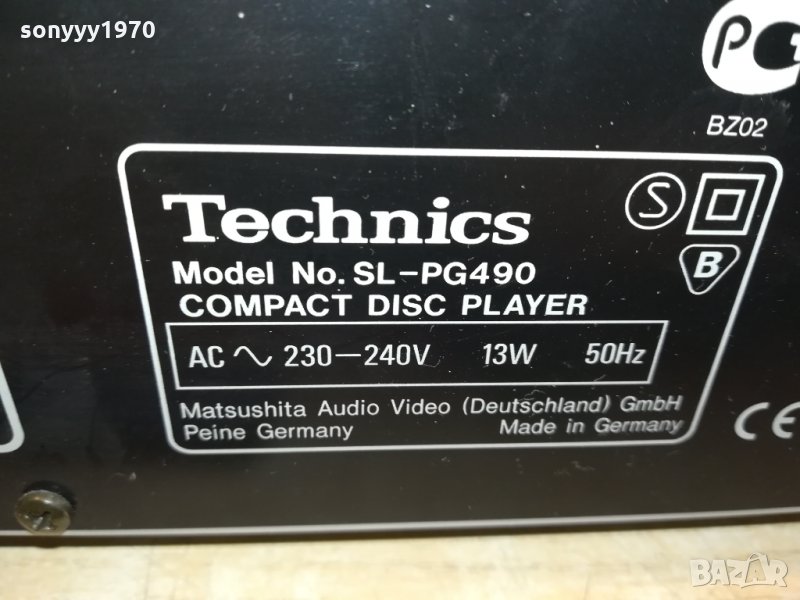 sonyyy1970
BZ02
Technics
S
Model No. SL-PG490
B
COMPACT DISC PLAYER
AC ∿ 230-240V 13W 50Hz
Matsushita Audio Video (Deutschland) GmbH
Peine Germany Made in Germany
CE
BAZAR